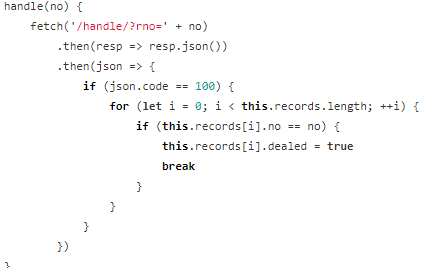 handle(no) {
    fetch('/handle/?rno=' + no)
        .then(resp => resp.json())
        .then(json => {
            if (json.code == 100) {
                for (let i = 0; i < this.records.length; ++i) {
                    if (this.records[i].no == no) {
                        this.records[i].dealed = true
                        break
                    }
                }
            }
        })
}